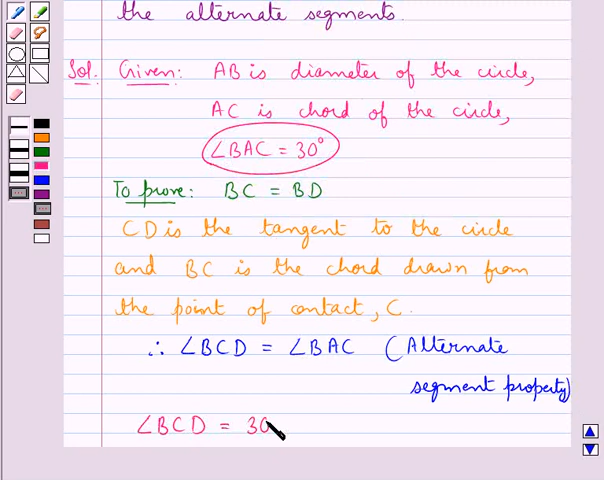 the alternate segments.
Sol. Given: AB is diameter of the circle,
AC is chord of the circle,
∠BAC = 30°
To prove: BC = BD
CD is the tangent to the circle
and BC is the chord drawn from
the point of contact, C.
∴ ∠BCD = ∠BAC (Alternate
segment property)
∠BCD = 30